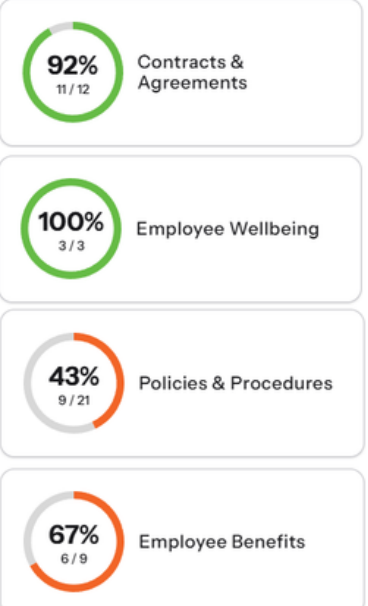 92%
11 / 12
Contracts &
Agreements
100%
3 / 3
Employee Wellbeing
43%
9 / 21
Policies & Procedures
67%
6 / 9
Employee Benefits